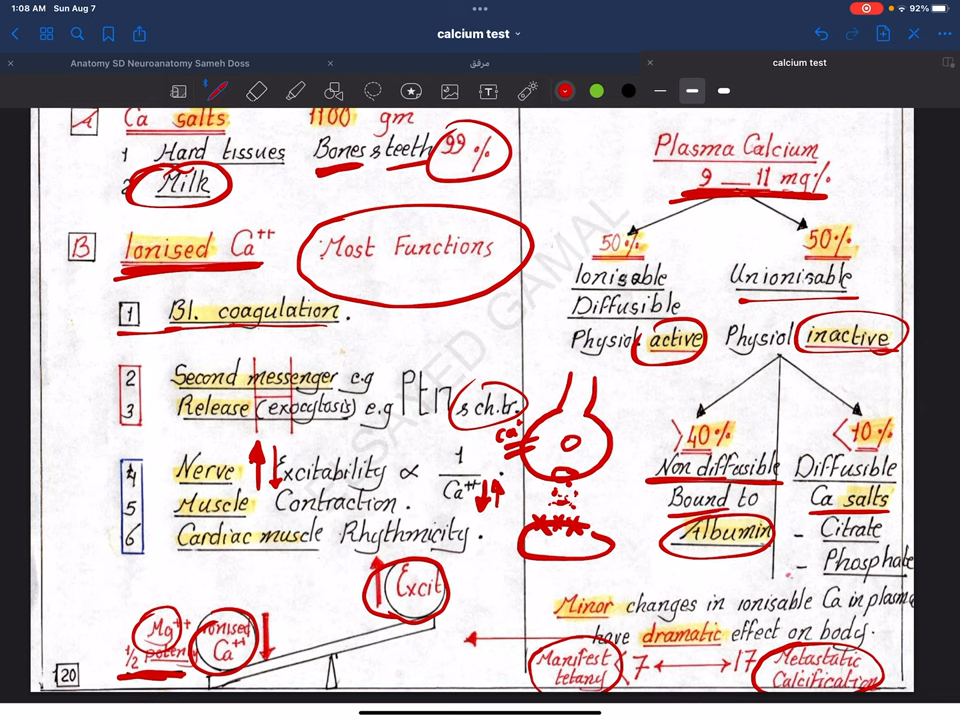 1:08 AM Sun Aug 7
92%
calcium test
Anatomy SD Neuroanatomy Sameh Doss
مرفق
calcium test
A Ca salts 1100 gm
1 Hard tissues Bones & teeth 99%
2 Milk
B Ionised Ca++ Most Functions
1 Bl. coagulation.
2 Second messenger e.g
3 Release (exocytosis) e.g Ptn & ch.tr.
4 Nerve Excitability ∝ 1/Ca++.
5 Muscle Contraction.
6 Cardiac muscle Rhythmicity.
Excit
Mg++ ionised Ca++
1/2 poten
120
ca
SAYED GAMAL
Plasma Calcium
9 — 11 mg%
50% 50%
Ionisable Unionisable
Diffusible
Physiol. active Physiol inactive
>40% <10%
Non diffusible Diffusible
Bound to Ca salts
Albumin - Citrate
- Phosphate
Minor changes in ionisable Ca in plasma
have dramatic effect on body.
Manifest tetany < 7 ↔ 17 Metastatic Calcification